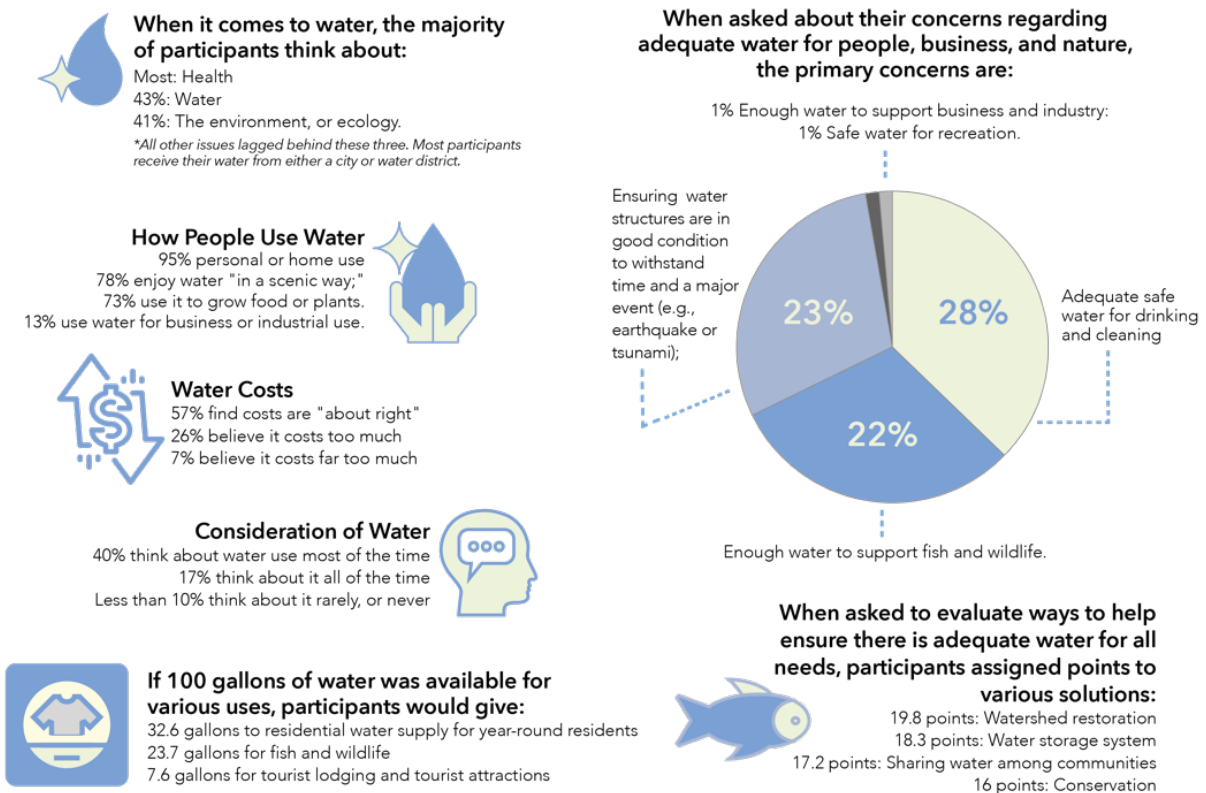 When it comes to water, the majority
of participants think about:
Most: Health
43%: Water
41%: The environment, or ecology.
*All other issues lagged behind these three. Most participants
receive their water from either a city or water district.
How People Use Water
95% personal or home use
78% enjoy water "in a scenic way;"
73% use it to grow food or plants.
13% use water for business or industrial use.
Water Costs
57% find costs are "about right"
26% believe it costs too much
7% believe it costs far too much
Consideration of Water
40% think about water use most of the time
17% think about it all of the time
Less than 10% think about it rarely, or never
If 100 gallons of water was available for
various uses, participants would give:
32.6 gallons to residential water supply for year-round residents
23.7 gallons for fish and wildlife
7.6 gallons for tourist lodging and tourist attractions
When asked about their concerns regarding
adequate water for people, business, and nature,
the primary concerns are:
1% Enough water to support business and industry:
1% Safe water for recreation.
Ensuring water
structures are in
good condition
to withstand
time and a major
event (e.g.,
earthquake or
tsunami);
23%
28%
Adequate safe
water for drinking
and cleaning
22%
Enough water to support fish and wildlife.
When asked to evaluate ways to help
ensure there is adequate water for all
needs, participants assigned points to
various solutions:
19.8 points: Watershed restoration
18.3 points: Water storage system
17.2 points: Sharing water among communities
16 points: Conservation